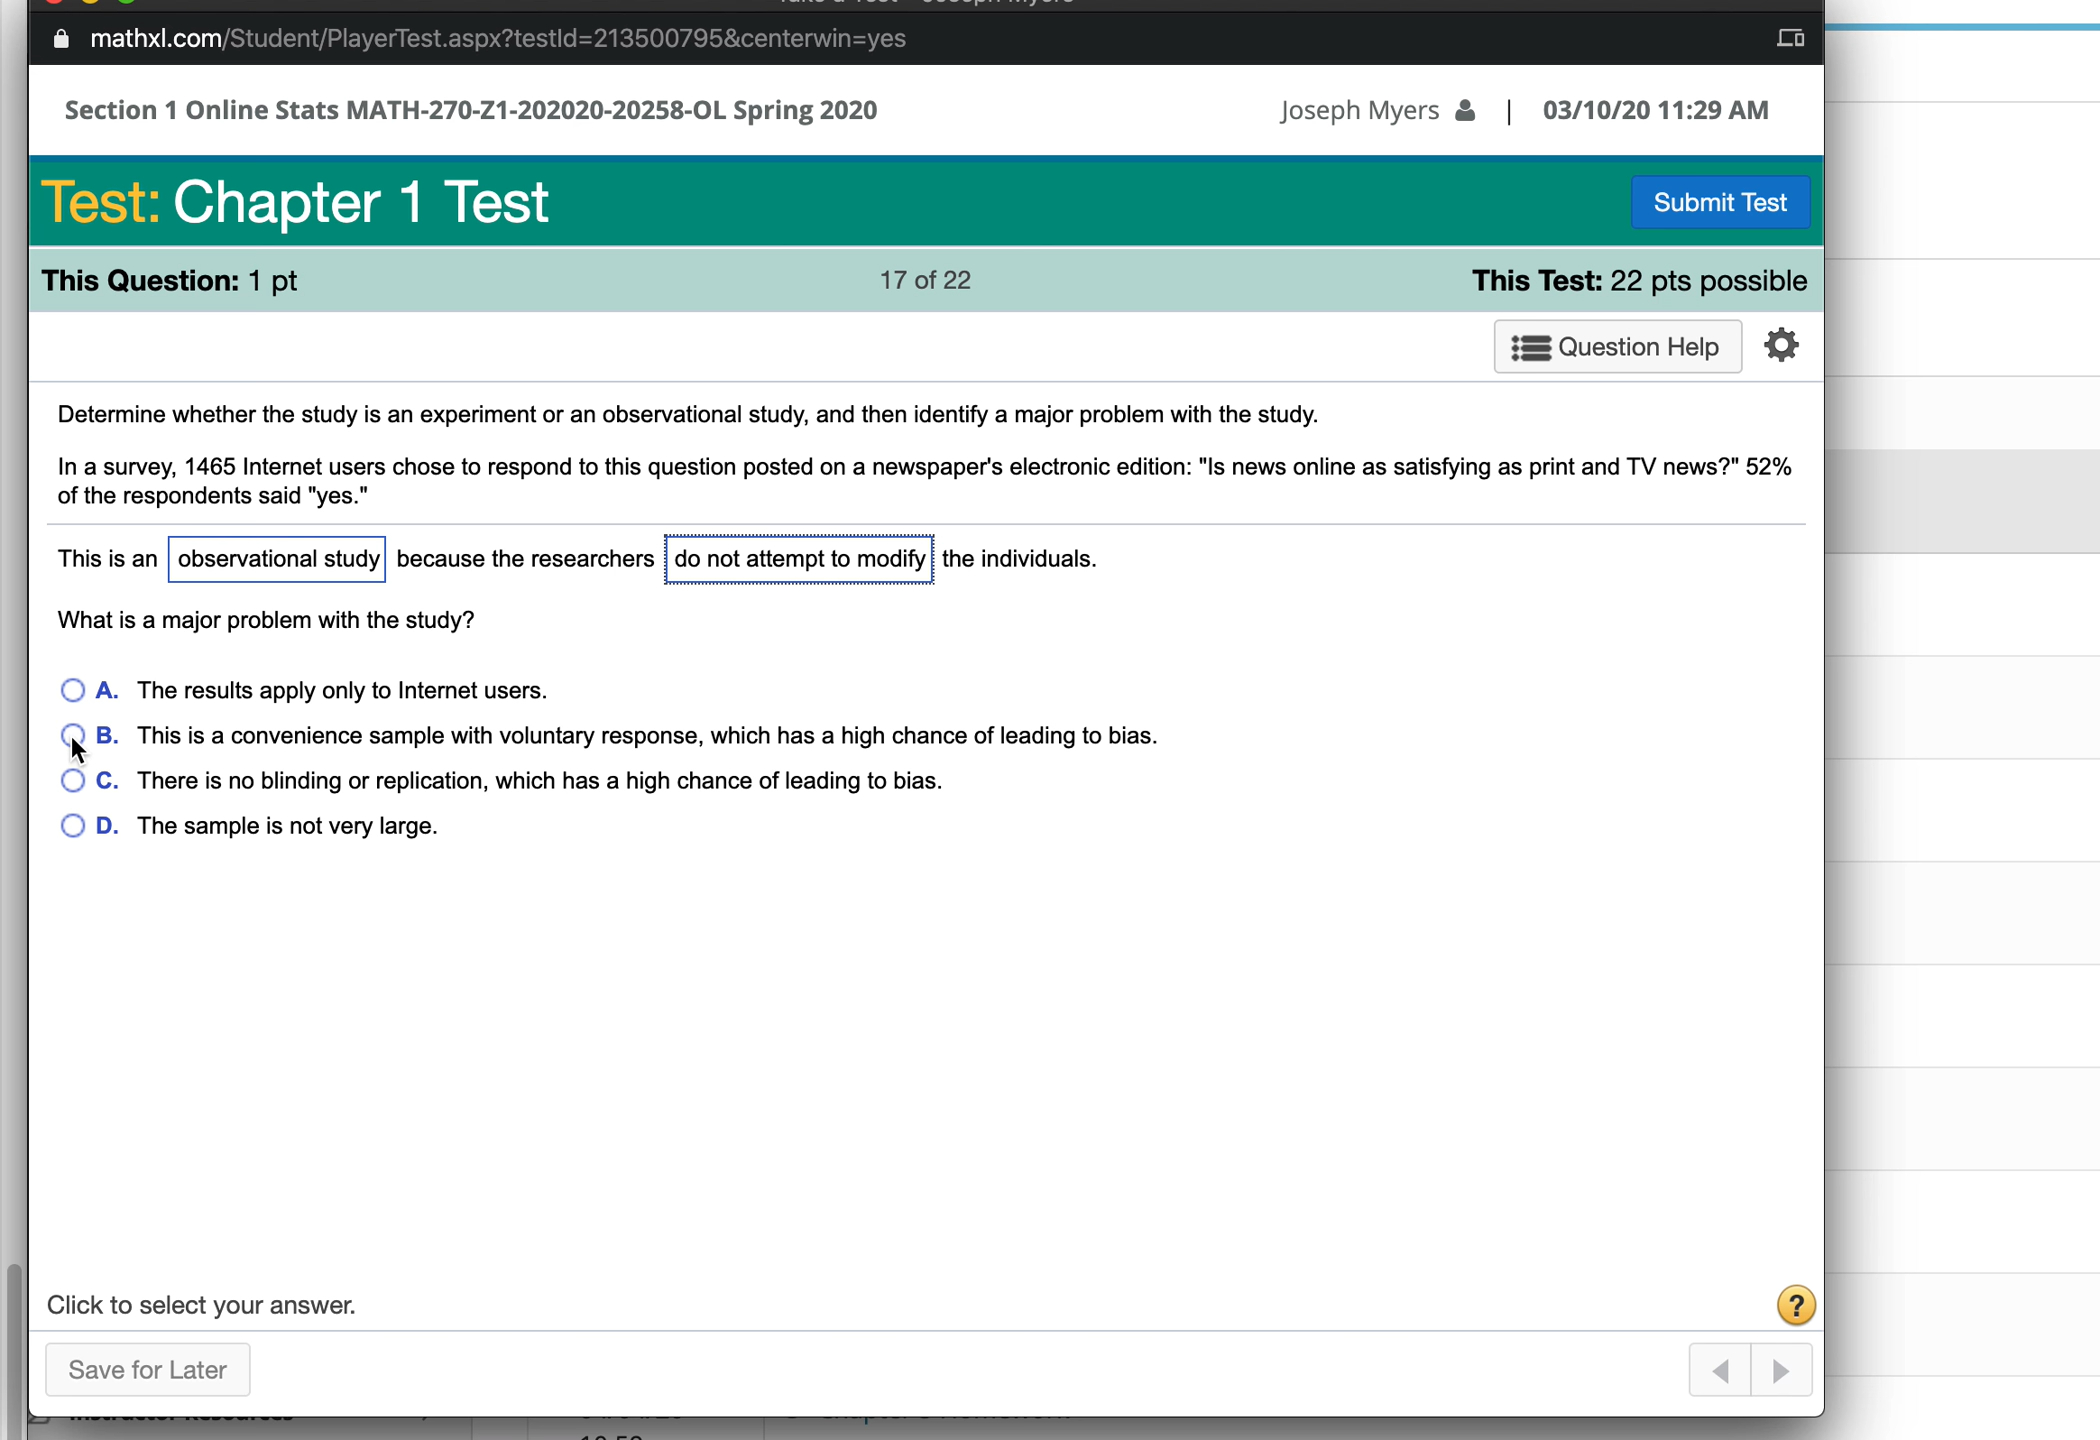 mathxl.com/Student/PlayerTest.aspx?testId=213500795&centerwin=yes
Section 1 Online Stats MATH-270-Z1-202020-20258-OL Spring 2020
Joseph Myers | 03/10/20 11:29 AM
Test: Chapter 1 Test
Submit Test
This Question: 1 pt
17 of 22
This Test: 22 pts possible
Question Help
Determine whether the study is an experiment or an observational study, and then identify a major problem with the study.
In a survey, 1465 Internet users chose to respond to this question posted on a newspaper's electronic edition: "Is news online as satisfying as print and TV news?" 52%
of the respondents said "yes."
This is an observational study because the researchers do not attempt to modify the individuals.
What is a major problem with the study?
A. The results apply only to Internet users.
B. This is a convenience sample with voluntary response, which has a high chance of leading to bias.
C. There is no blinding or replication, which has a high chance of leading to bias.
D. The sample is not very large.
Click to select your answer.
?
Save for Later